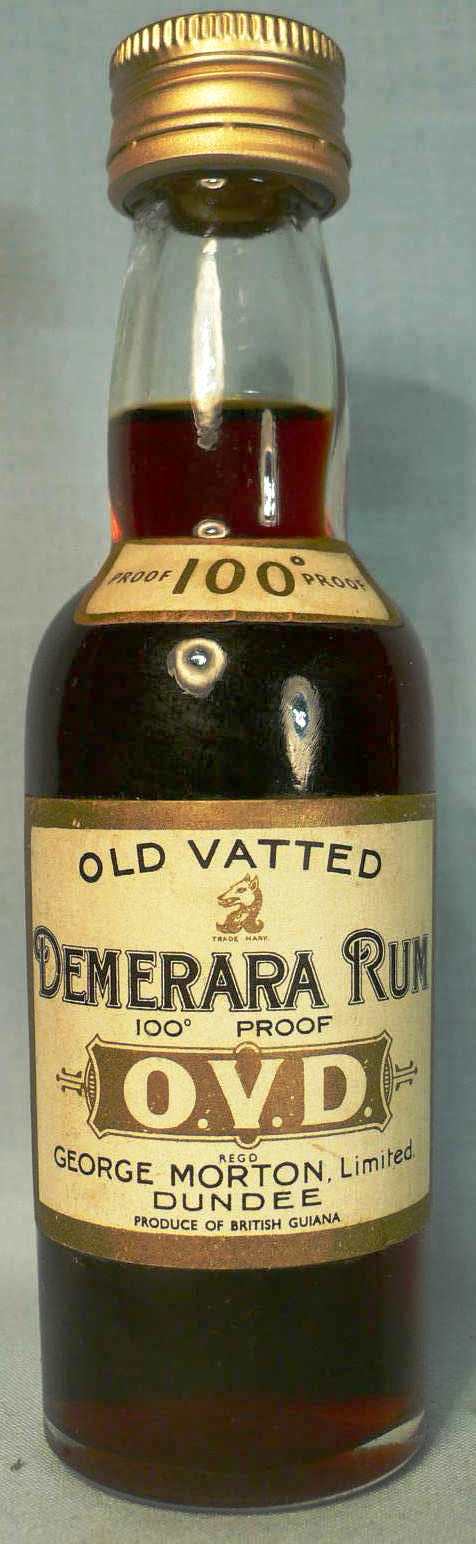 PROOF 100° PROOF
OLD VATTED
TRADE MARK
DEMERARA RUM
100° PROOF
O.V.D.
REGD
GEORGE MORTON, Limited.
DUNDEE
PRODUCE OF BRITISH GUIANA